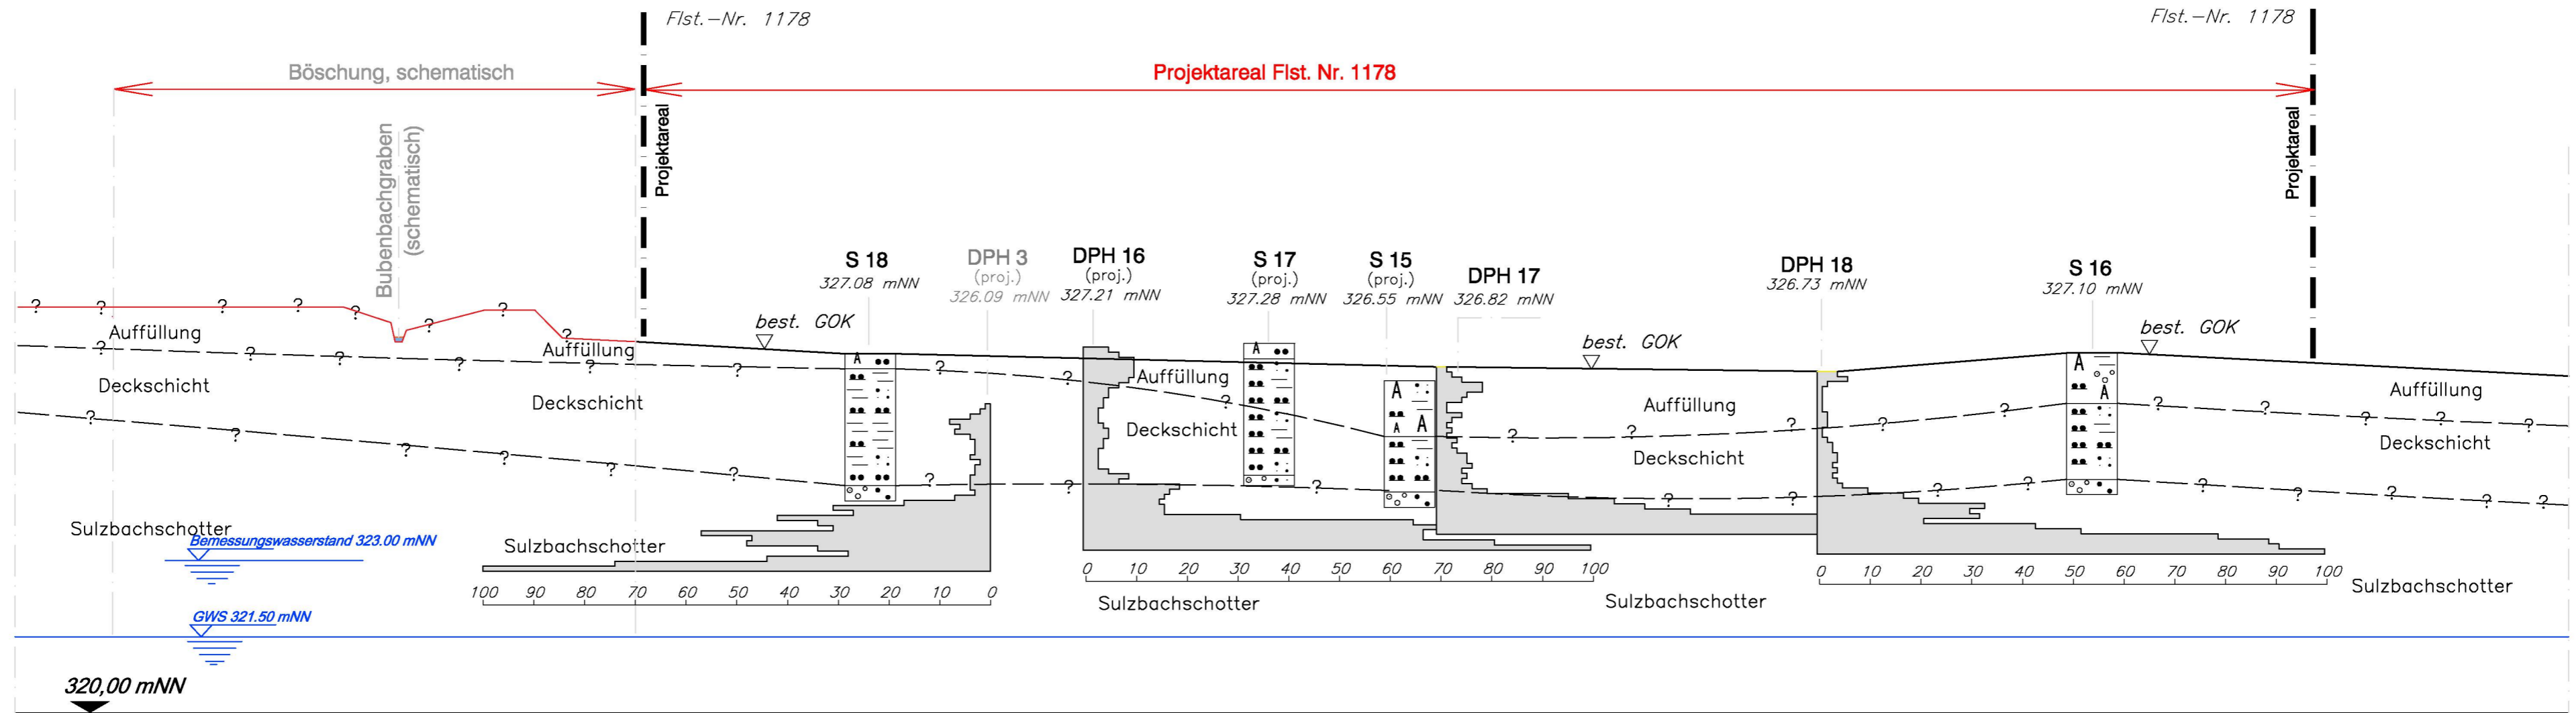 Flst.-Nr. 1178
Flst.-Nr. 1178
Böschung, schematisch
Projektareal Flst. Nr. 1178
Projektareal
Projektareal
Bubenbachgraben
(schematisch)
S 18
327.08 mNN
DPH 3
(proj.)
326.09 mNN
DPH 16
(proj.)
327.21 mNN
S 17
(proj.)
327.28 mNN
S 15
(proj.)
326.55 mNN
DPH 17
326.82 mNN
DPH 18
326.73 mNN
S 16
327.10 mNN
best. GOK
best. GOK
best. GOK
Auffüllung
Auffüllung
Auffüllung
Auffüllung
Auffüllung
Deckschicht
Deckschicht
Deckschicht
Deckschicht
Deckschicht
A
A
A
A
A
A
A
Sulzbachschotter
Bemessungswasserstand 323.00 mNN
Sulzbachschotter
100 90 80 70 60 50 40 30 20 10 0
0 10 20 30 40 50 60 70 80 90 100
0 10 20 30 40 50 60 70 80 90 100
Sulzbachschotter
Sulzbachschotter
Sulzbachschotter
GWS 321.50 mNN
320,00 mNN